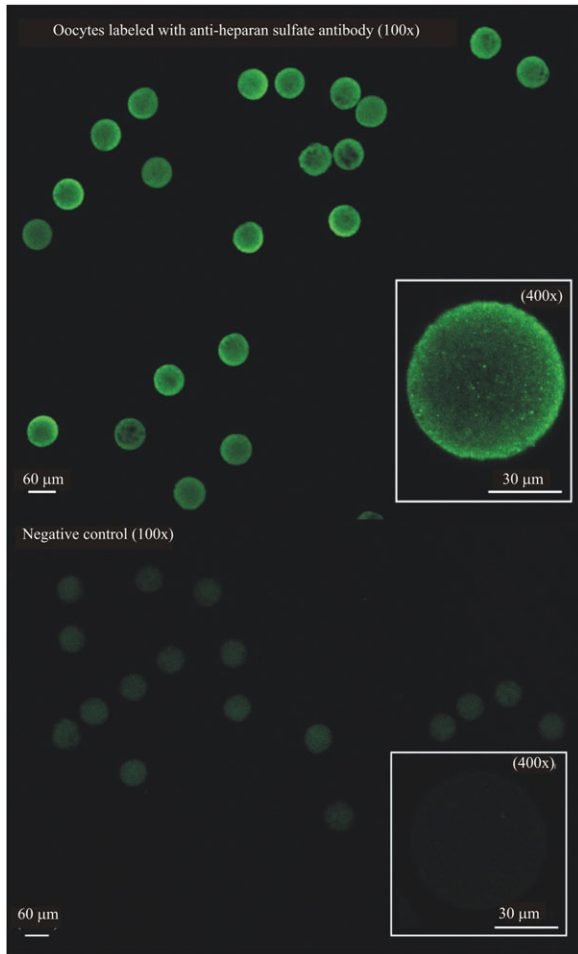 Oocytes labeled with anti-heparan sulfate antibody (100x)
(400x)
60 μm
30 μm
Negative control (100x)
(400x)
60 μm
30 μm